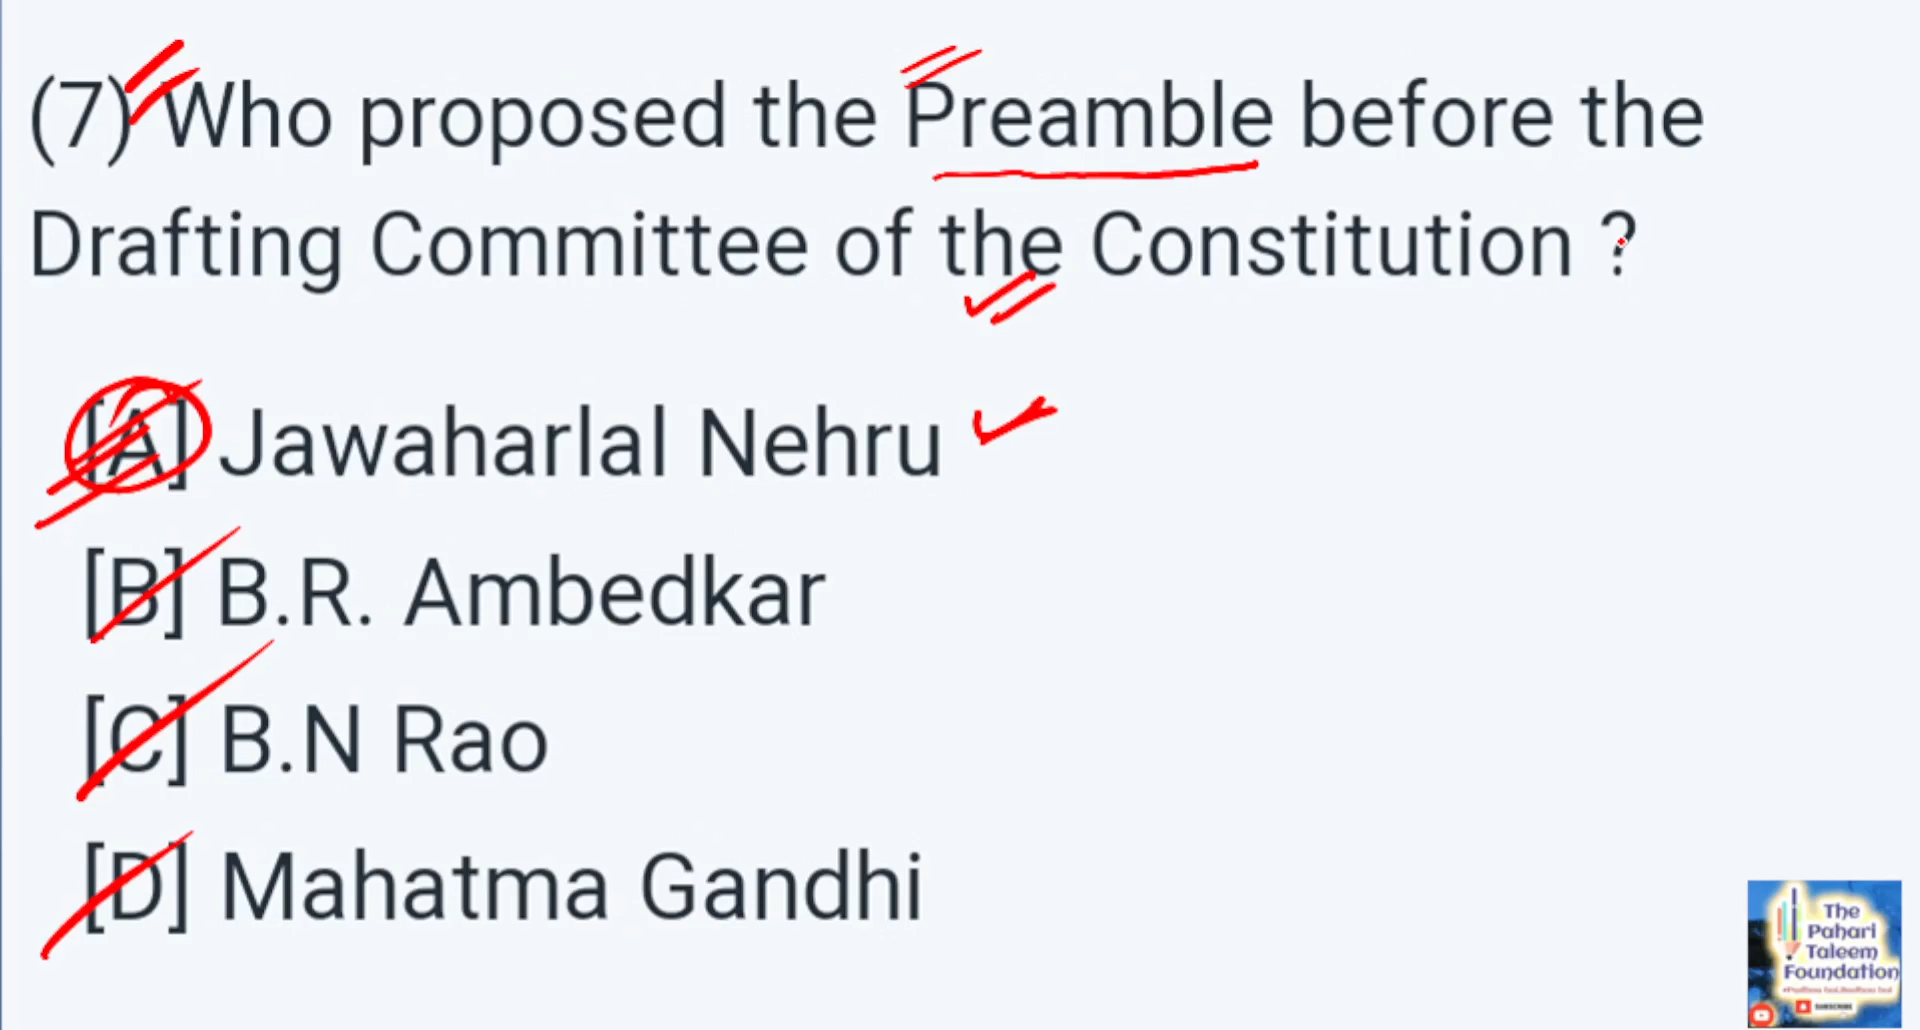 (7) Who proposed the Preamble before the
Drafting Committee of the Constitution ?
[A] Jawaharlal Nehru
[B] B.R. Ambedkar
[C] B.N Rao
[D] Mahatma Gandhi
The
Pahari
Taleem
Foundation
SUBSCRIBE